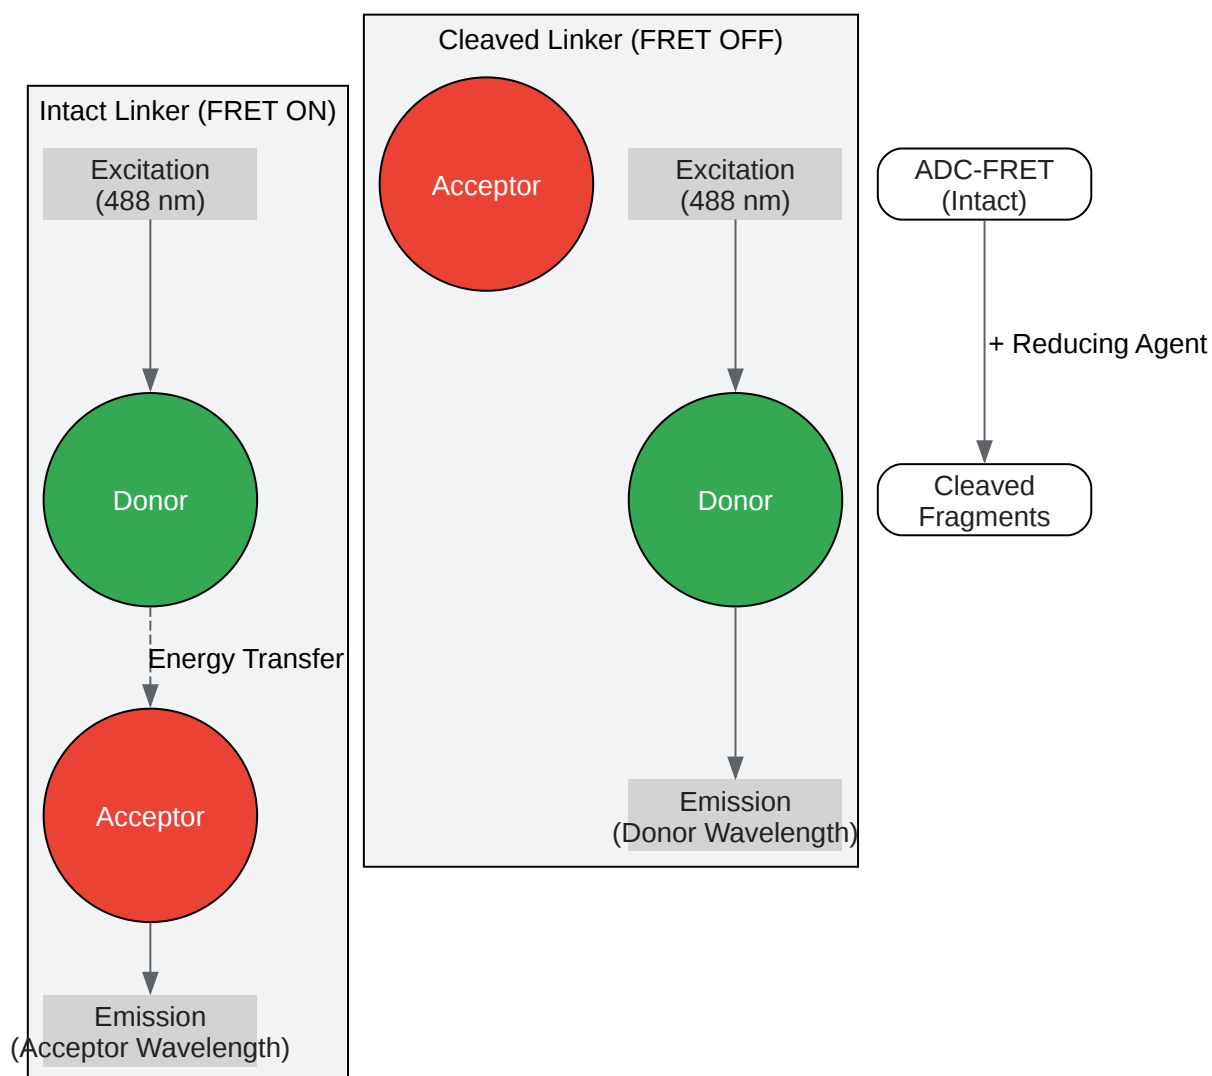 Intact Linker (FRET ON)
Excitation
(488 nm)
Donor
Energy Transfer
Acceptor
Emission
(Acceptor Wavelength)
Cleaved Linker (FRET OFF)
Acceptor
Excitation
(488 nm)
Donor
Emission
(Donor Wavelength)
ADC-FRET
(Intact)
+ Reducing Agent
Cleaved
Fragments